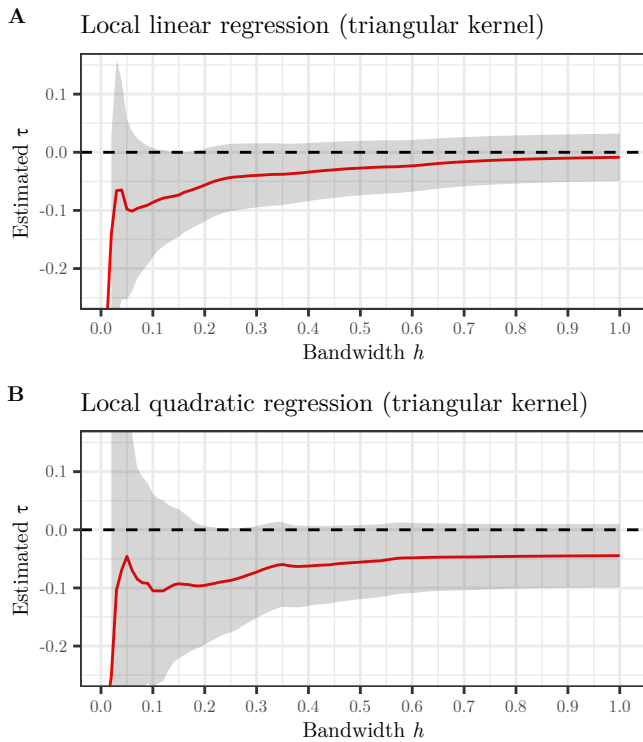 A
Local linear regression (triangular kernel)
Estimated τ
0.1
0.0
-0.1
-0.2
0.0 0.1 0.2 0.3 0.4 0.5 0.6 0.7 0.8 0.9 1.0
Bandwidth h
B
Local quadratic regression (triangular kernel)
Estimated τ
0.1
0.0
-0.1
-0.2
0.0 0.1 0.2 0.3 0.4 0.5 0.6 0.7 0.8 0.9 1.0
Bandwidth h